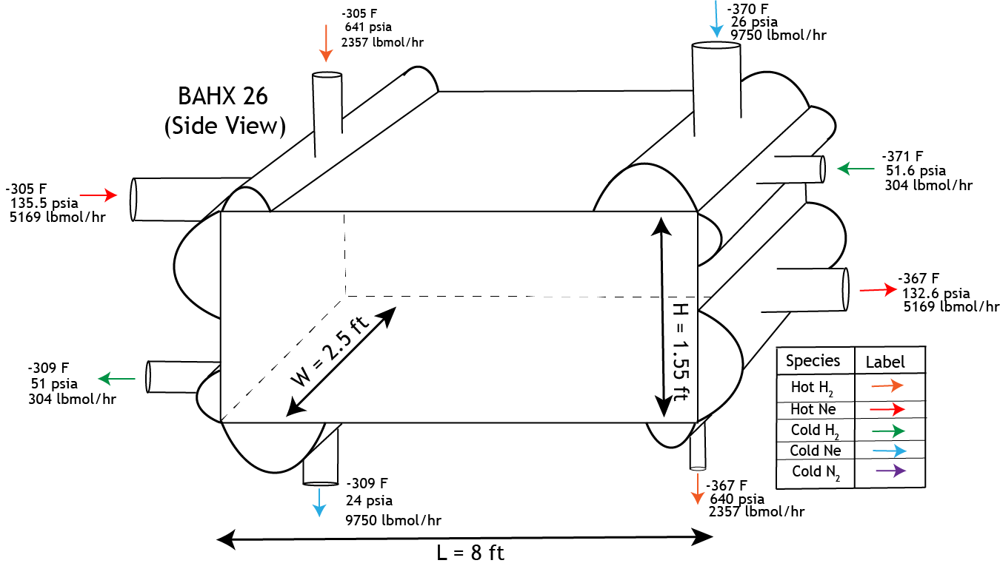 -305 F
641 psia
2357 lbmol/hr
-370 F
26 psia
9750 lbmol/hr
BAHX 26
(Side View)
-371 F
51.6 psia
304 lbmol/hr
-305 F
135.5 psia
5169 lbmol/hr
-367 F
132.6 psia
5169 lbmol/hr
H = 1.55 ft
W = 2.5 ft
-309 F
51 psia
304 lbmol/hr
Species Label
Hot H2
Hot Ne
Cold H2
Cold Ne
Cold N2
-309 F
24 psia
9750 lbmol/hr
-367 F
640 psia
2357 lbmol/hr
L = 8 ft